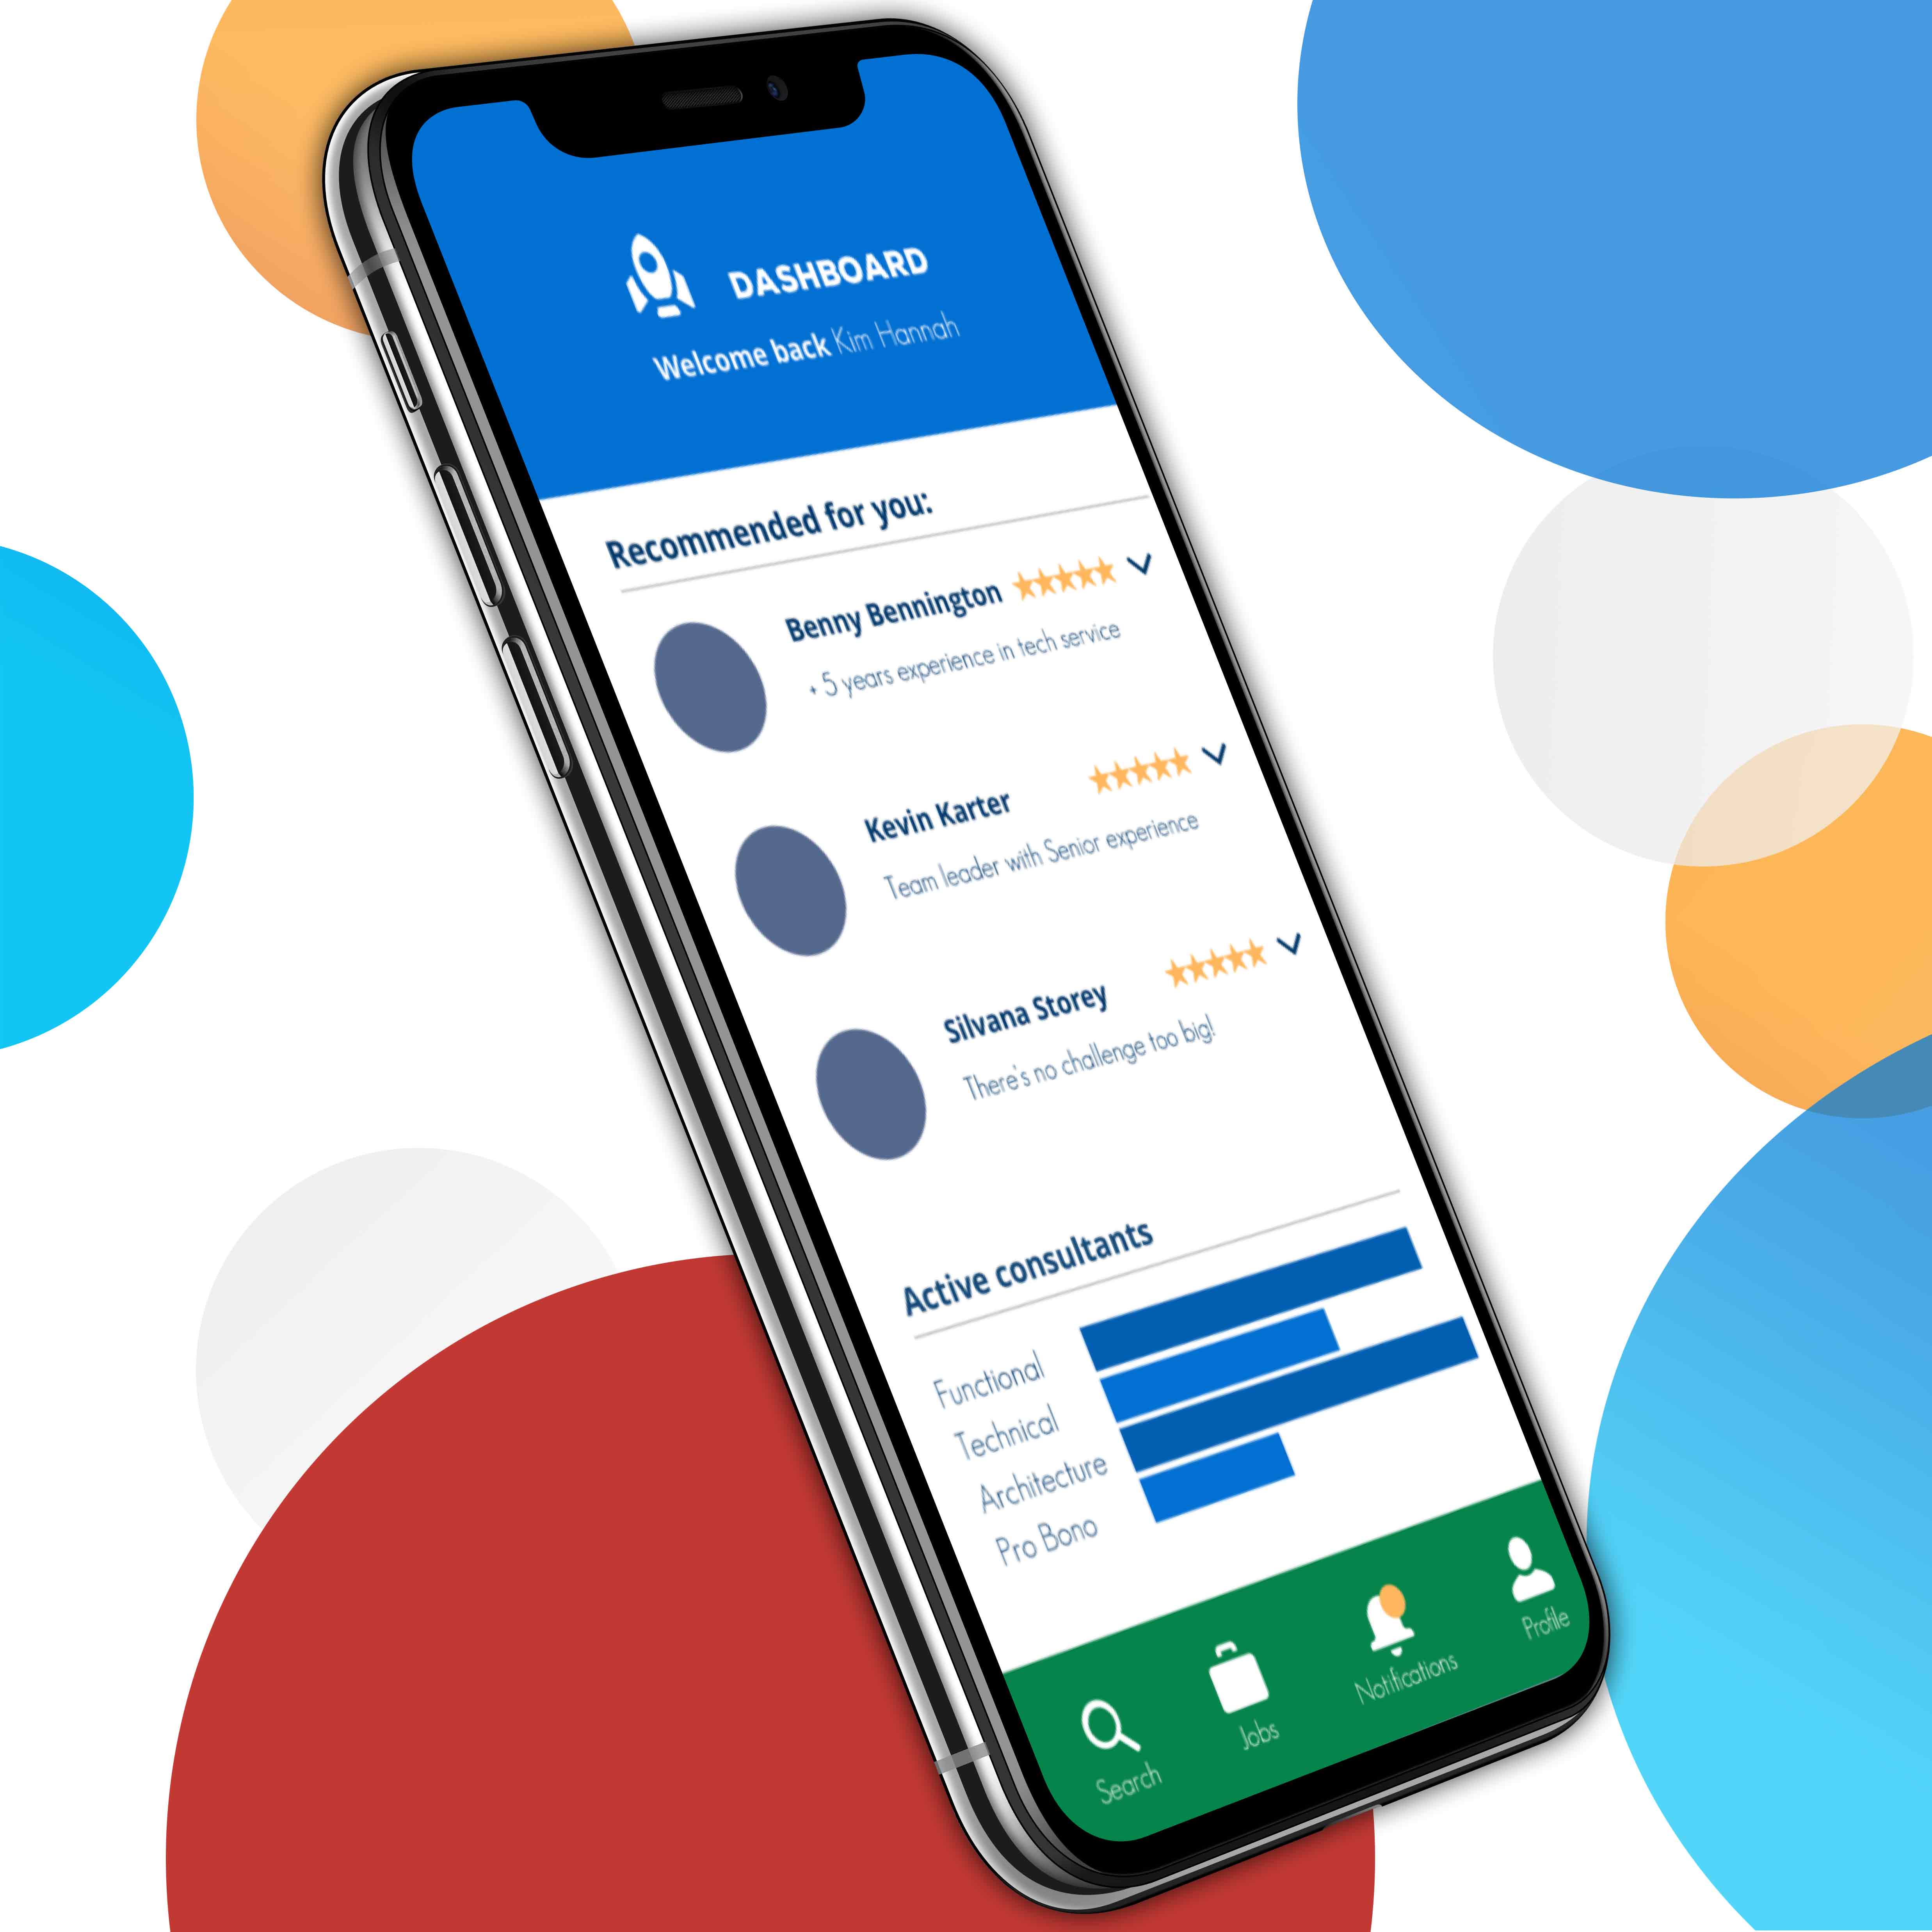 DASHBOARD
Welcome back Kim Hannah
Recommended for you:
Benny Bennington
+ 5 years experience in tech service
Kevin Karter
Team leader with Senior experience
Silvana Storey
There's no challenge too big!
Active consultants
Functional
Technical
Architecture
Pro Bono
Search
Jobs
Notifications
Profile